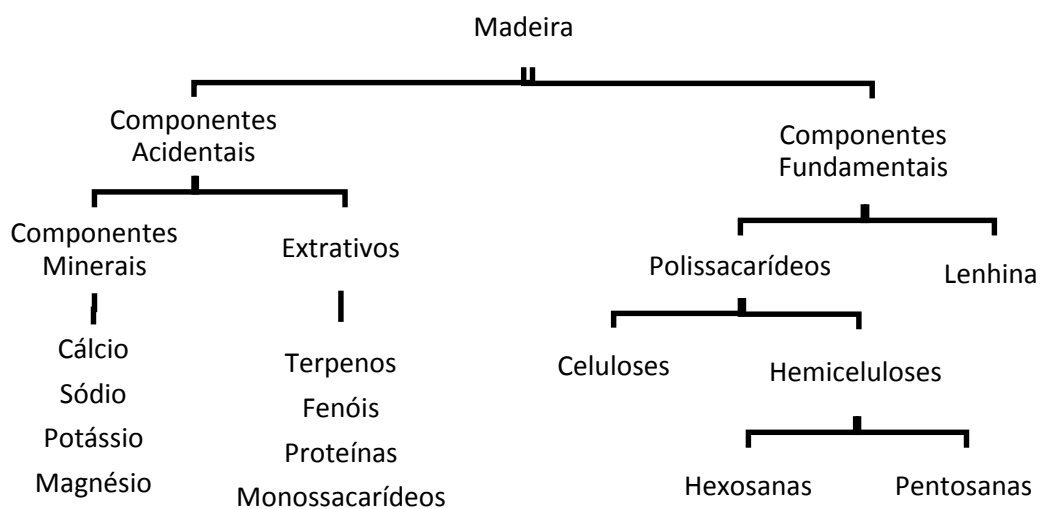 Madeira
Componentes
Acidentais
Componentes
Fundamentais
Componentes
Minerais
Extrativos
Polissacarídeos
Lenhina
Cálcio
Sódio
Potássio
Magnésio
Terpenos
Fenóis
Proteínas
Monossacarídeos
Celuloses
Hemiceluloses
Hexosanas
Pentosanas